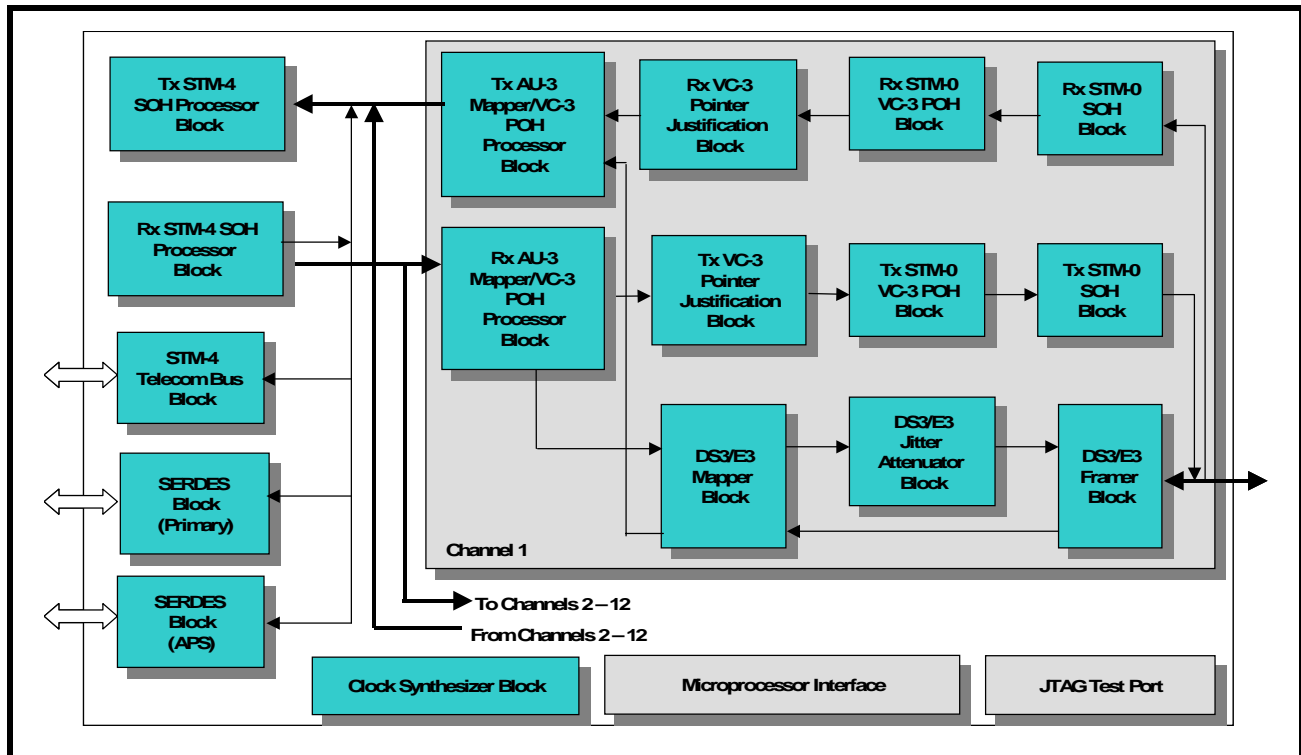 Tx STM-4
SOH Processor
Block
Tx AU-3
Mapper/VC-3
POH
Processor
Block
Rx VC-3
Pointer
Justification
Block
Rx STM-0
VC-3 POH
Block
Rx STM-0
SOH
Block
Rx STM-4 SOH
Processor
Block
Rx AU-3
Mapper/VC-3
POH
Processor
Block
Tx VC-3
Pointer
Justification
Block
Tx STM-0
VC-3 POH
Block
Tx STM-0
SOH
Block
STM-4
Telecom Bus
Block
DS3/E3
Mapper
Block
DS3/E3
Jitter
Attenuator
Block
DS3/E3
Framer
Block
SERDES
Block
(Primary)
Channel 1
SERDES
Block
(APS)
To Channels 2 – 12
From Channels 2 – 12
Clock Synthesizer Block
Microprocessor Interface
JTAG Test Port